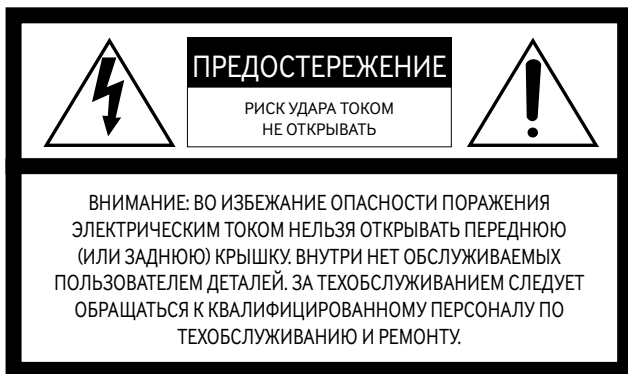 ПРЕДОСТЕРЕЖЕНИЕ
РИСК УДАРА ТОКОМ
НЕ ОТКРЫВАТЬ
ВНИМАНИЕ: ВО ИЗБЕЖАНИЕ ОПАСНОСТИ ПОРАЖЕНИЯ
ЭЛЕКТРИЧЕСКИМ ТОКОМ НЕЛЬЗЯ ОТКРЫВАТЬ ПЕРЕДНЮЮ
(ИЛИ ЗАДНЮЮ) КРЫШКУ. ВНУТРИ НЕТ ОБСЛУЖИВАЕМЫХ
ПОЛЬЗОВАТЕЛЕМ ДЕТАЛЕЙ. ЗА ТЕХОБСЛУЖИВАНИЕМ СЛЕДУЕТ
ОБРАЩАТЬСЯ К КВАЛИФИЦИРОВАННОМУ ПЕРСОНАЛУ ПО
ТЕХОБСЛУЖИВАНИЮ И РЕМОНТУ.